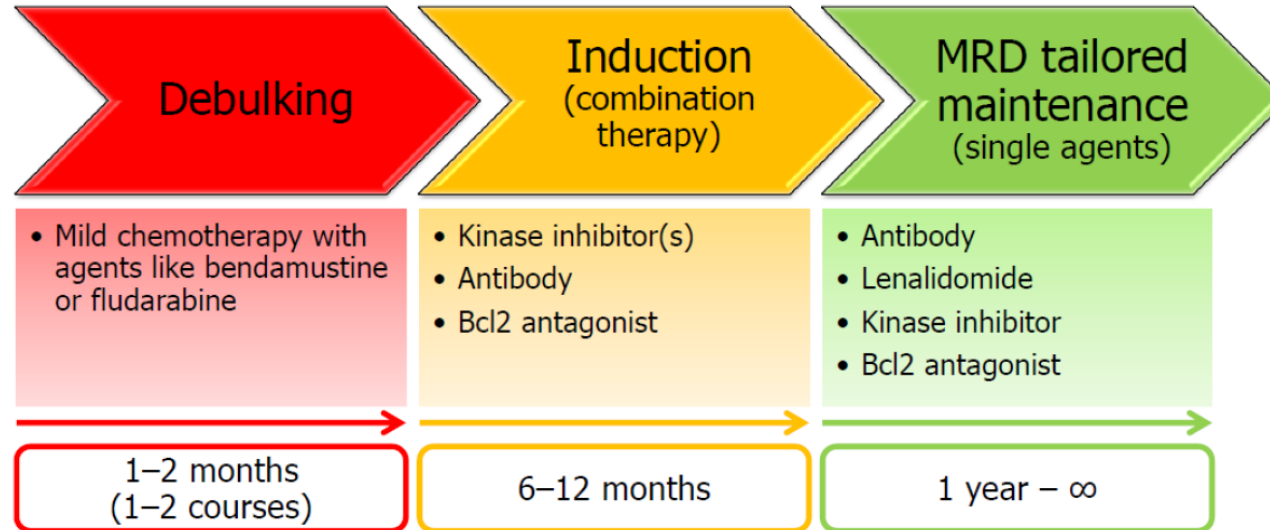 Debulking
Induction
(combination
therapy)
MRD tailored
maintenance
(single agents)
• Mild chemotherapy with
agents like bendamustine
or fludarabine
• Kinase inhibitor(s)
• Antibody
• Bcl2 antagonist
• Antibody
• Lenalidomide
• Kinase inhibitor
• Bcl2 antagonist
1–2 months
(1–2 courses)
6–12 months
1 year – ∞